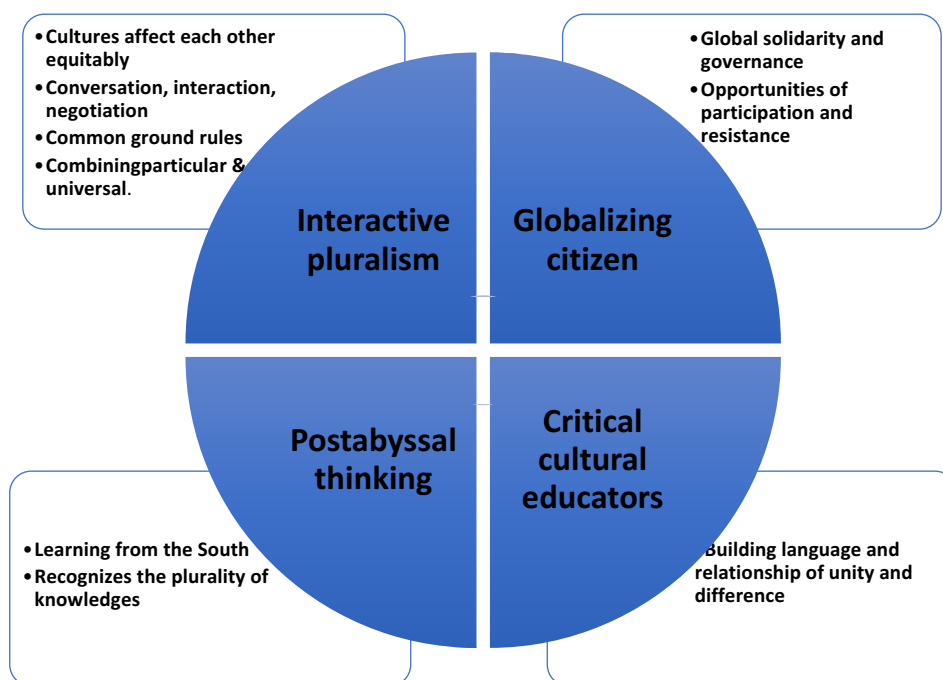 •Cultures affect each other
equitably
•Conversation, interaction,
negotiation
•Common ground rules
•Combiningparticular &
universal.
•Global solidarity and
governance
•Opportunities of
participation and
resistance
Interactive
pluralism
Globalizing
citizen
Postabyssal
thinking
Critical
cultural
educators
•Learning from the South
•Recognizes the plurality of
knowledges
•Building language and
relationship of unity and
difference